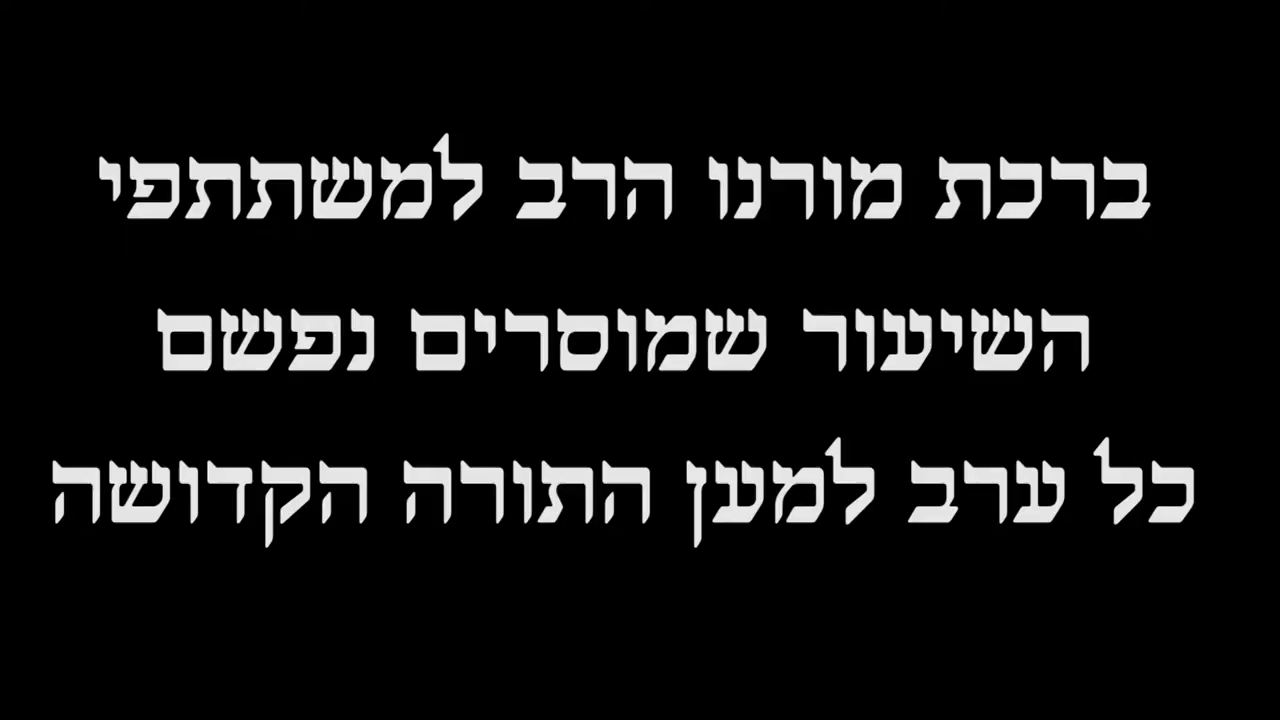 ברכת מורנו הרב למשתתפי
השיעור שמוסרים נפשם
כל ערב למען התורה הקדושה